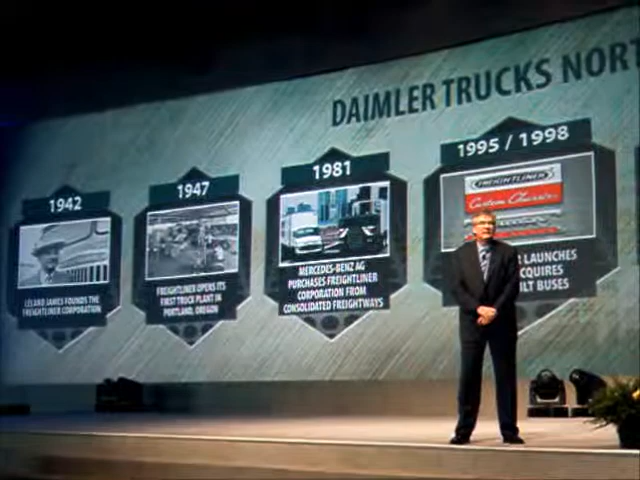 DAIMLER TRUCKS NORT
1942
LELAND JAMES FOUNDS THE
FREIGHTLINER CORPORATION
1947
FREIGHTLINER OPENS ITS
FIRST TRUCK PLANT IN
PORTLAND, OREGON
1981
MERCEDES-BENZ AG
PURCHASES FREIGHTLINER
CORPORATION FROM
CONSOLIDATED FREIGHTWAYS
1995 / 1998
FREIGHTLINER
Custom Chassis
R LAUNCHES
CQUIRES
LT BUSES